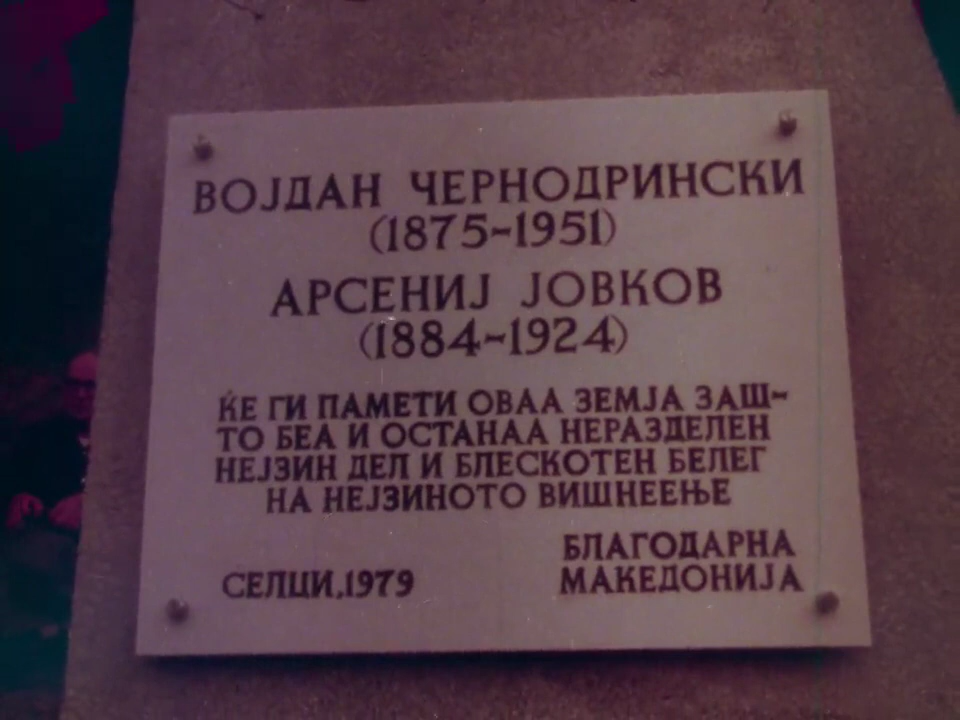 ВОЈДАН ЧЕРНОДРИНСКИ
(1875-1951)
АРСЕНИЈ ЈОВКОВ
(1884-1924)
ЌЕ ГИ ПАМЕТИ ОВАА ЗЕМЈА ЗАШ-
ТО БЕА И ОСТАНАА НЕРАЗДЕЛЕН
НЕЈЗИН ДЕЛ И БЛЕСКОТЕН БЕЛЕГ
НА НЕЈЗИНОТО ВИШНЕЕЊЕ
БЛАГОДАРНА
СЕЛЦИ,1979 МАКЕДОНИЈА